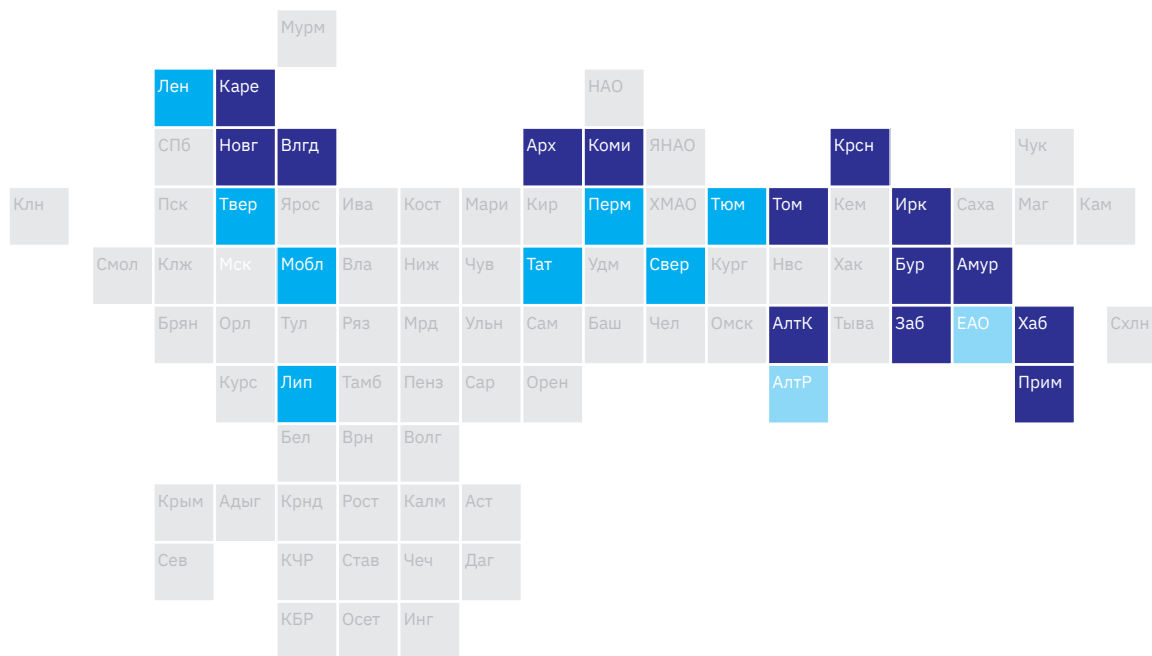 Мурм
Лен Каре НАО
СПб Новг Влгд Арх Коми ЯНАО Крсн Чук
Клн Пск Твер Ярос Ива Кост Мари Кир Перм ХМАО Тюм Том Кем Ирк Саха Маг Кам
Смол Клж Мск Мобл Вла Ниж Чув Тат Удм Свер Кург Нвс Хак Бур Амур
Брян Орл Тул Ряз Мрд Ульн Сам Баш Чел Омск АлтК Тыва Заб ЕАО Хаб Схлн
Курс Лип Тамб Пенз Сар Орен АлтР Прим
Бел Врн Волг
Крым Адыг Крнд Рост Калм Аст
Сев КЧР Став Чеч Даг
КБР Осет Инг